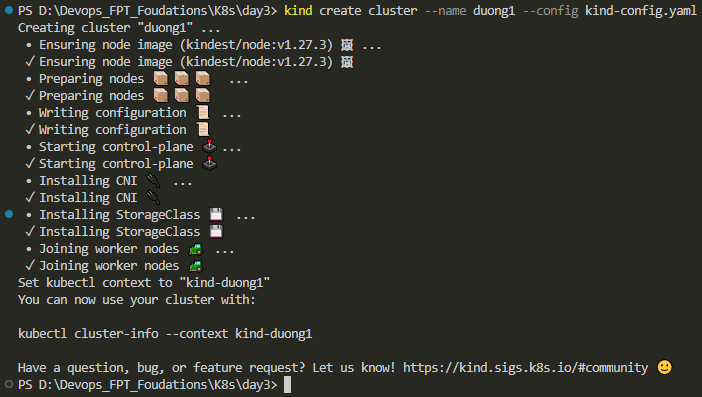 PS D:\Devops_FPT_Foudations\K8s\day3> kind create cluster --name duong1 --config kind-config.yaml
Creating cluster "duong1" ...
• Ensuring node image (kindest/node:v1.27.3) 🖼 ...
✓ Ensuring node image (kindest/node:v1.27.3) 🖼
• Preparing nodes 📦 📦 📦 ...
✓ Preparing nodes 📦 📦 📦
• Writing configuration 📜 ...
✓ Writing configuration 📜
• Starting control-plane 🕹️ ...
✓ Starting control-plane 🕹️
• Installing CNI 🔌 ...
✓ Installing CNI 🔌
• Installing StorageClass 💾 ...
✓ Installing StorageClass 💾
• Joining worker nodes 🚜 ...
✓ Joining worker nodes 🚜
Set kubectl context to "kind-duong1"
You can now use your cluster with:
kubectl cluster-info --context kind-duong1
Have a question, bug, or feature request? Let us know! https://kind.sigs.k8s.io/#community 🙂
PS D:\Devops_FPT_Foudations\K8s\day3>